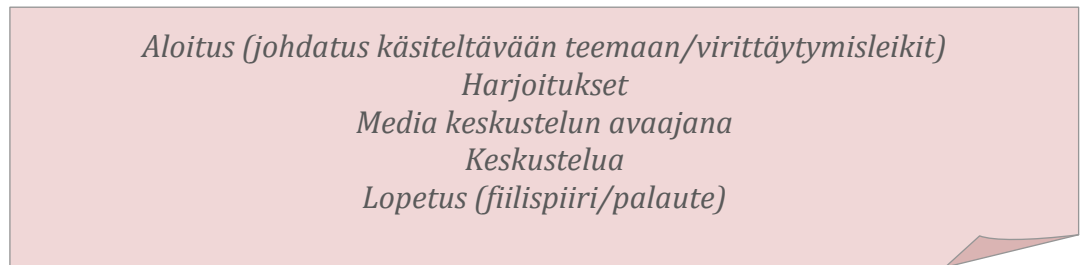 Aloitus (johdatus käsiteltävään teemaan/virittäytymisleikit)
Harjoitukset
Media keskustelun avaajana
Keskustelua
Lopetus (fiilispiiri/palaute)